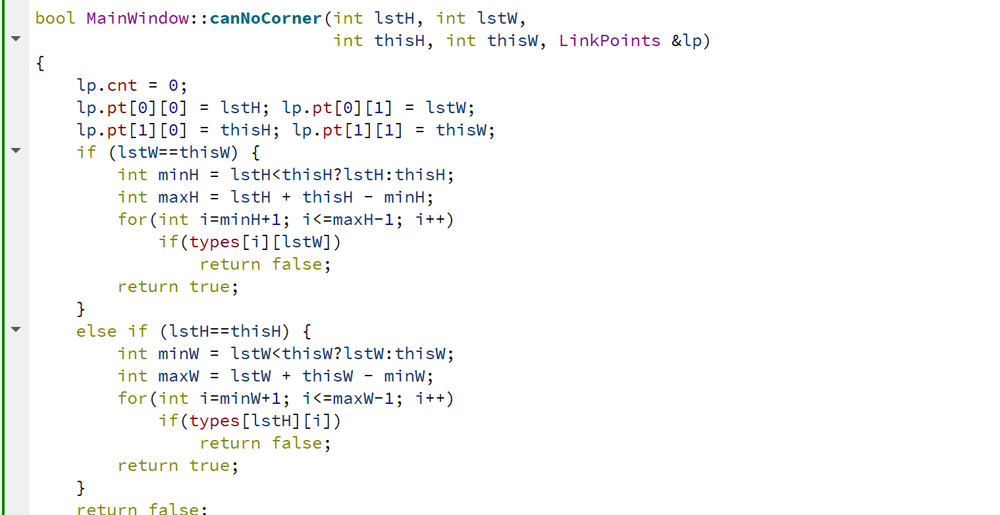 bool MainWindow::canNoCorner(int lstH, int lstW,
                             int thisH, int thisW, LinkPoints &lp)
{
    lp.cnt = 0;
    lp.pt[0][0] = lstH; lp.pt[0][1] = lstW;
    lp.pt[1][0] = thisH; lp.pt[1][1] = thisW;
    if (lstW==thisW) {
        int minH = lstH<thisH?lstH:thisH;
        int maxH = lstH + thisH - minH;
        for(int i=minH+1; i<=maxH-1; i++)
            if(types[i][lstW])
                return false;
        return true;
    }
    else if (lstH==thisH) {
        int minW = lstW<thisW?lstW:thisW;
        int maxW = lstW + thisW - minW;
        for(int i=minW+1; i<=maxW-1; i++)
            if(types[lstH][i])
                return false;
        return true;
    }
    return false;